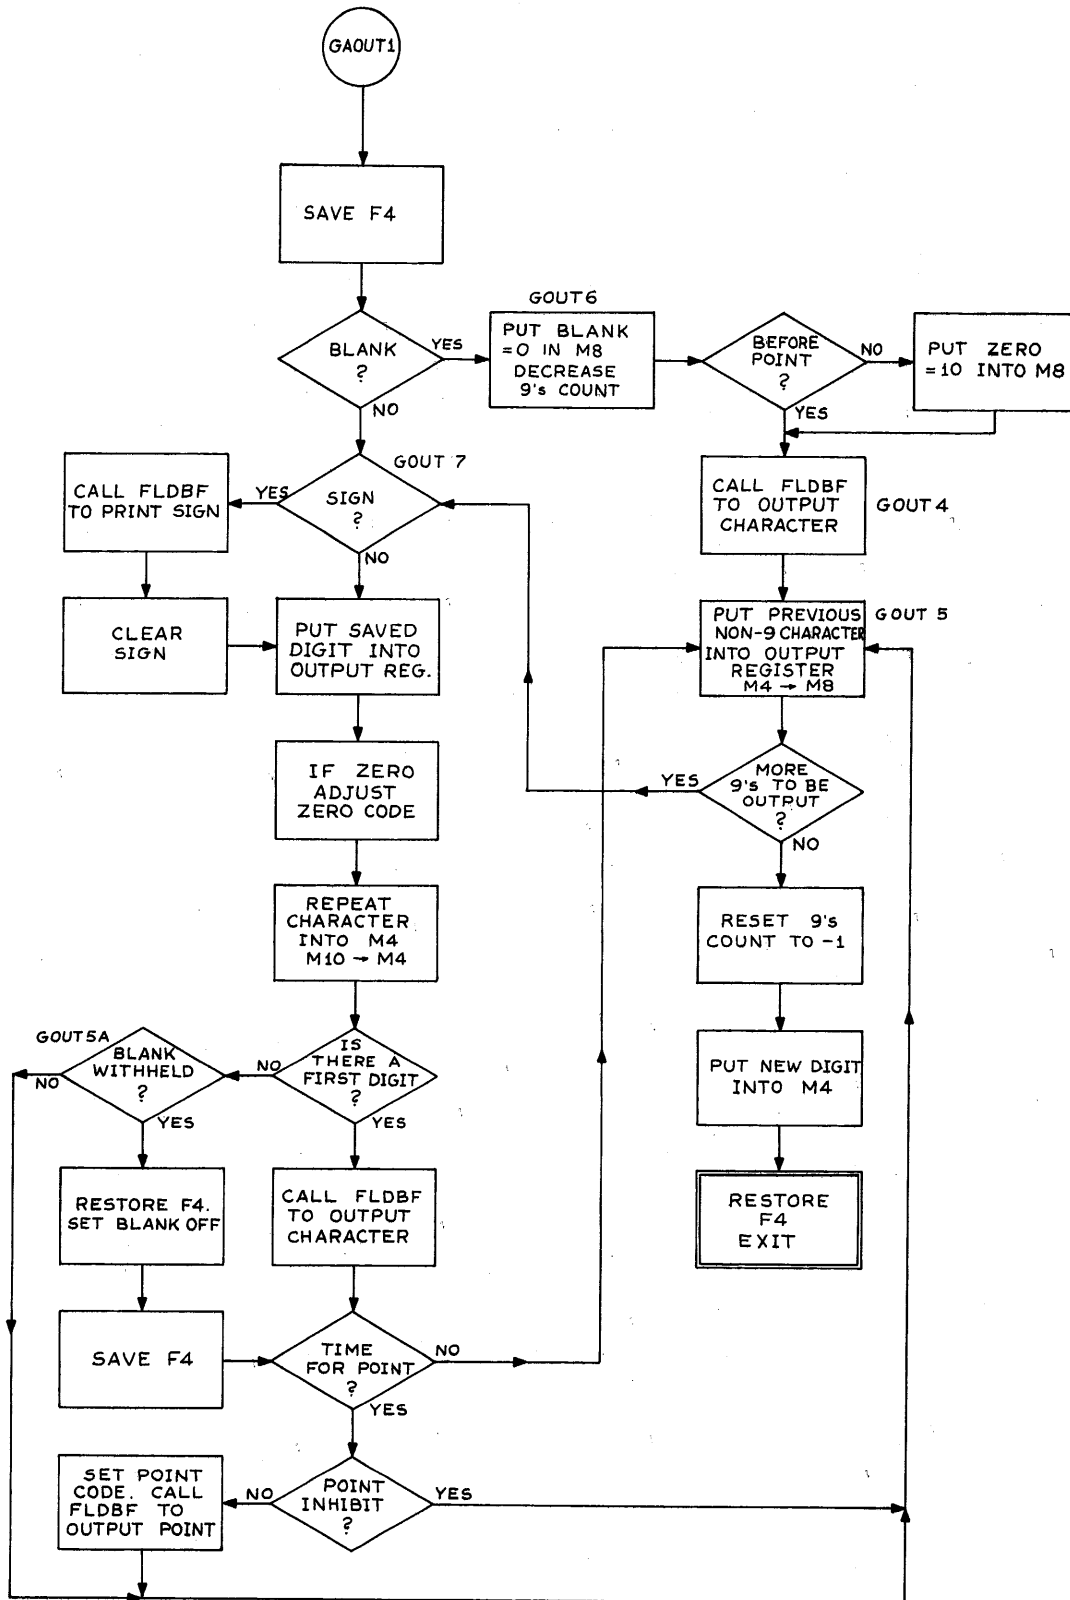 GAOUT1
SAVE F4
BLANK
?
YES
NO
GOUT6
PUT BLANK
=0 IN M8
DECREASE
9's COUNT
BEFORE
POINT
?
NO
YES
PUT ZERO
=10 INTO M8
GOUT 7
SIGN
?
YES
NO
CALL FLDBF
TO PRINT SIGN
CLEAR
SIGN
CALL FLDBF
TO OUTPUT
CHARACTER
GOUT 4
PUT SAVED
DIGIT INTO
OUTPUT REG.
PUT PREVIOUS
NON-9 CHARACTER
INTO OUTPUT
REGISTER
M4 → M8
GOUT 5
IF ZERO
ADJUST
ZERO CODE
MORE
9's TO BE
OUTPUT
?
YES
NO
REPEAT
CHARACTER
INTO M4
M10 → M4
RESET 9's
COUNT TO -1
GOUT5A
BLANK
WITHHELD
?
NO
YES
IS
THERE A
FIRST DIGIT
?
NO
YES
PUT NEW DIGIT
INTO M4
RESTORE F4.
SET BLANK OFF
CALL FLDBF
TO OUTPUT
CHARACTER
RESTORE
F4
EXIT
SAVE F4
TIME
FOR POINT
?
NO
YES
SET POINT
CODE. CALL
FLDBF TO
OUTPUT POINT
POINT
INHIBIT
?
NO
YES